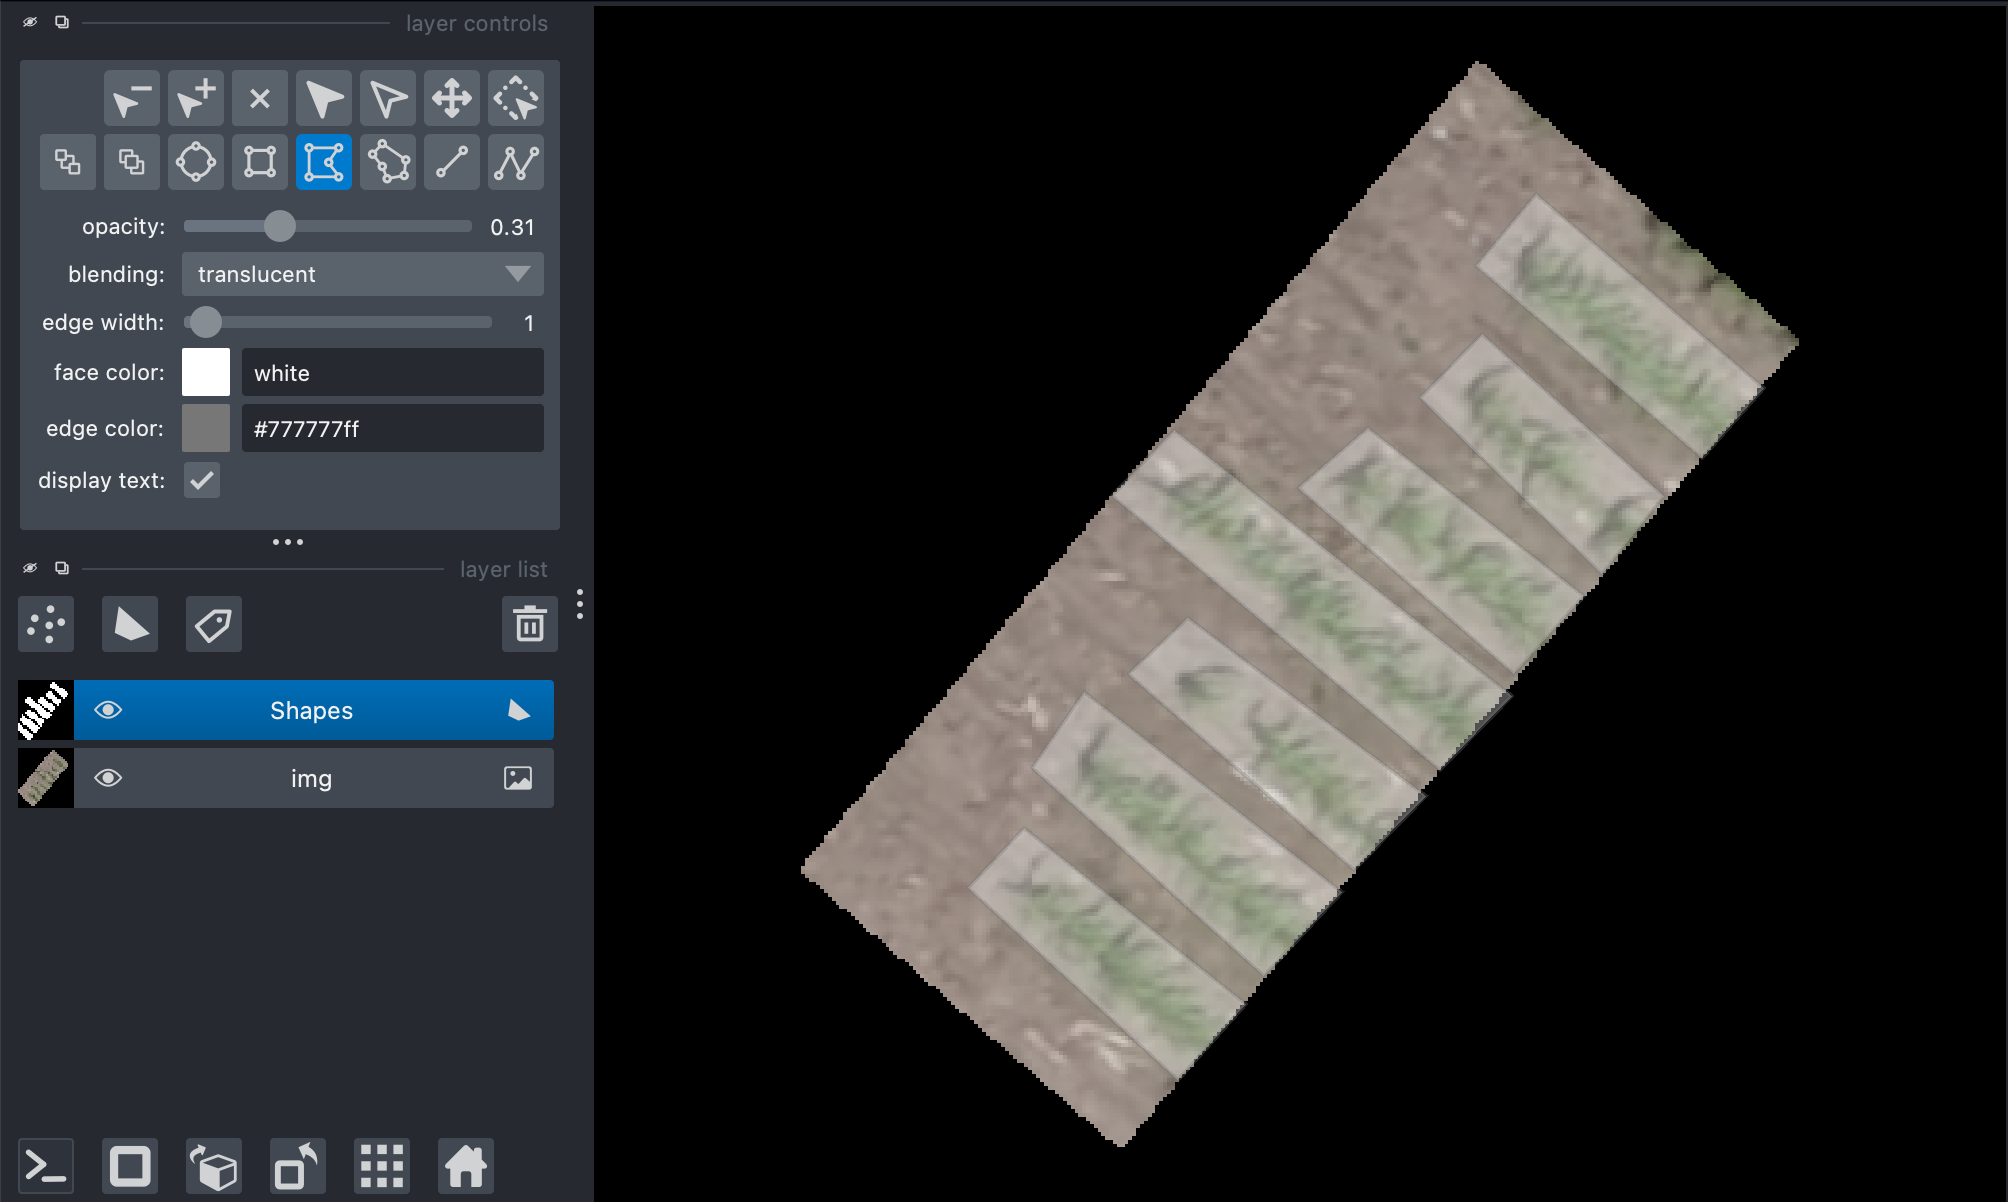 layer controls
opacity:
0.31
blending:
translucent
edge width:
1
face color:
white
edge color:
#777777ff
display text:
layer list
Shapes
img